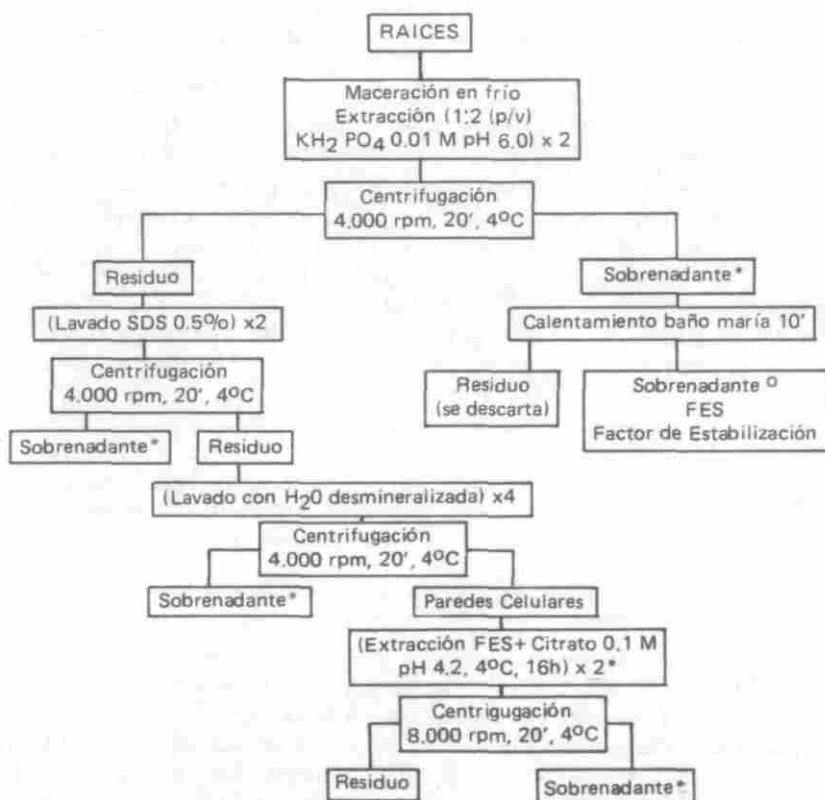 RAICES
Maceración en frío
Extracción (1:2 (p/v)
KH2 PO4 0.01 M pH 6.0) x 2
Centrifugación
4.000 rpm, 20', 4ºC
Residuo
Sobrenadante*
(Lavado SDS 0.5%) x2
Calentamiento baño maría 10'
Centrifugación
4.000 rpm, 20', 4ºC
Residuo
(se descarta)
Sobrenadante º
FES
Factor de Estabilización
Sobrenadante*
Residuo
(Lavado con H2O desmineralizada) x4
Centrifugación
4.000 rpm, 20', 4ºC
Sobrenadante*
Paredes Celulares
(Extracción FES+ Citrato 0.1 M
pH 4.2, 4ºC, 16h) x 2*
Centrigugación
8.000 rpm, 20', 4ºC
Residuo
Sobrenadante*